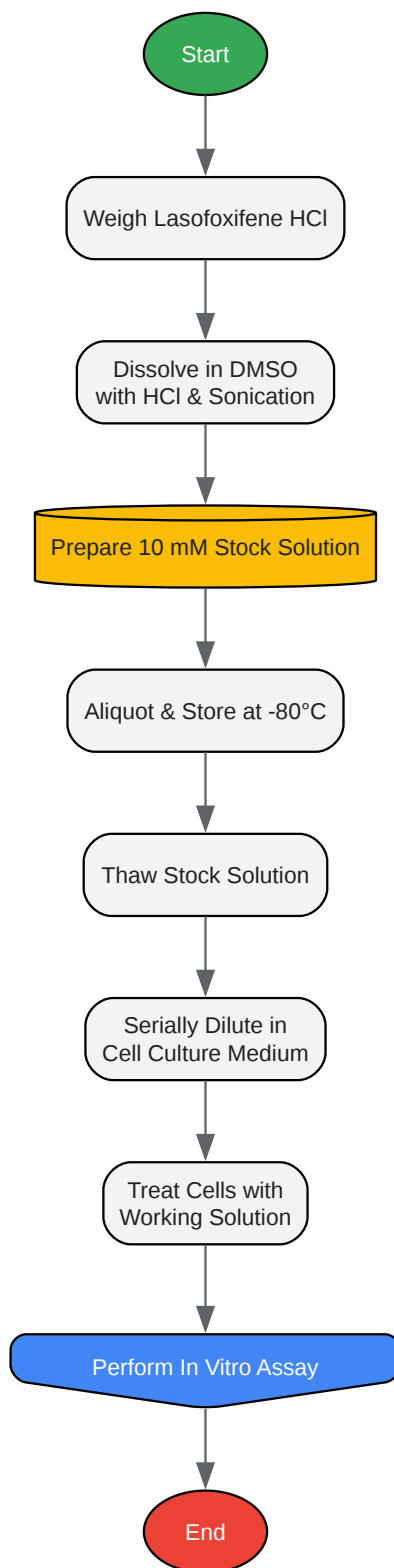 Start
Weigh Lasofoxifene HCl
Dissolve in DMSO
with HCl & Sonication
Prepare 10 mM Stock Solution
Aliquot & Store at -80°C
Thaw Stock Solution
Serially Dilute in
Cell Culture Medium
Treat Cells with
Working Solution
Perform In Vitro Assay
End